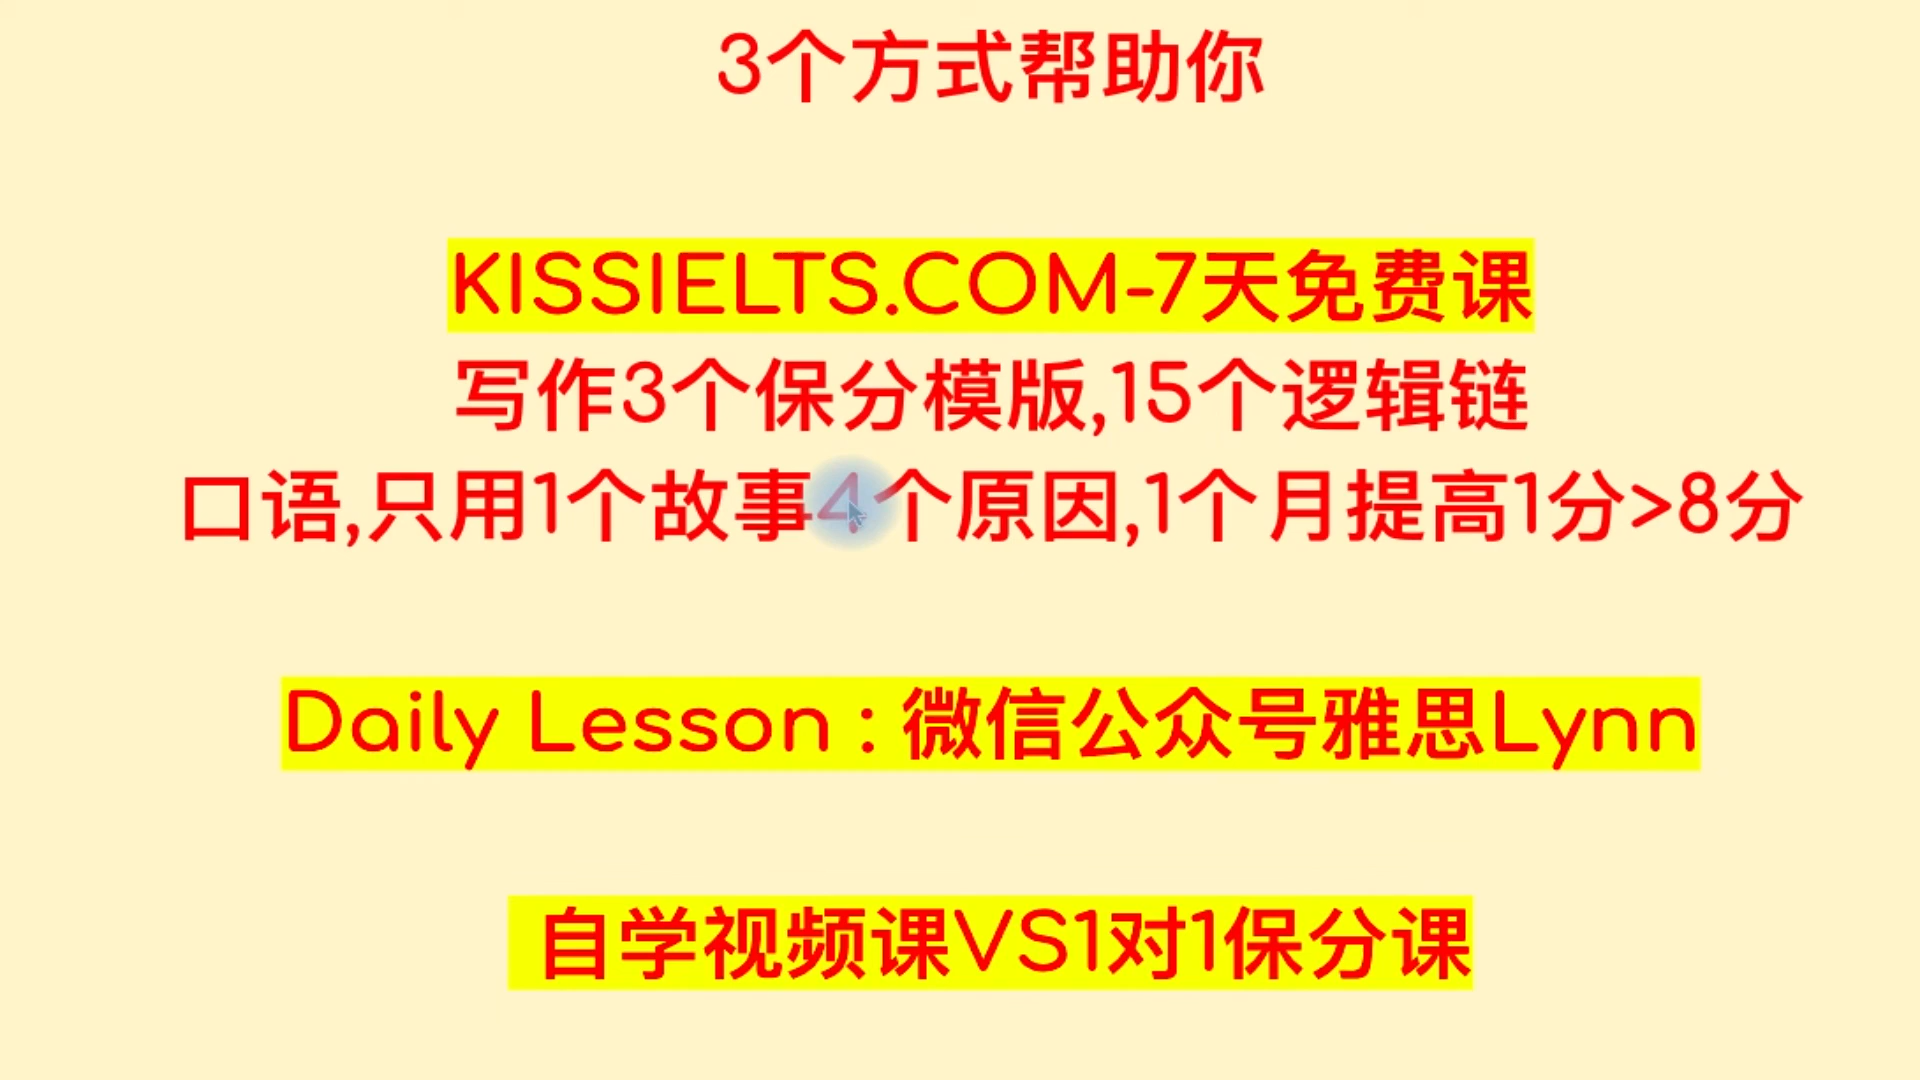 3个方式帮助你
KISSIELTS.COM-7天免费课
写作3个保分模版,15个逻辑链
口语,只用1个故事4个原因,1个月提高1分>8分
Daily Lesson : 微信公众号雅思Lynn
自学视频课VS1对1保分课